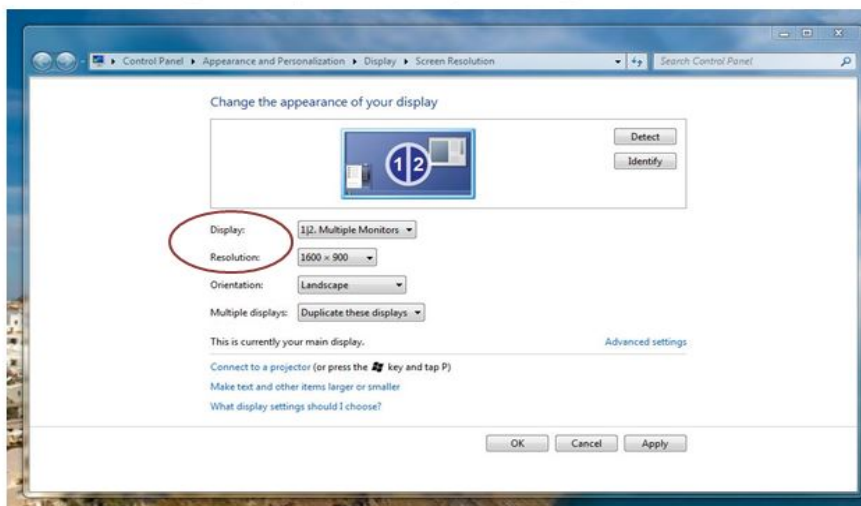 Control Panel ▸ Appearance and Personalization ▸ Display ▸ Screen Resolution Search Control Panel
Change the appearance of your display
1|2
Detect
Identify
Display: 1|2. Multiple Monitors
Resolution: 1600 × 900
Orientation: Landscape
Multiple displays: Duplicate these displays
This is currently your main display. Advanced settings
Connect to a projector (or press the key and tap P)
Make text and other items larger or smaller
What display settings should I choose?
OK Cancel Apply